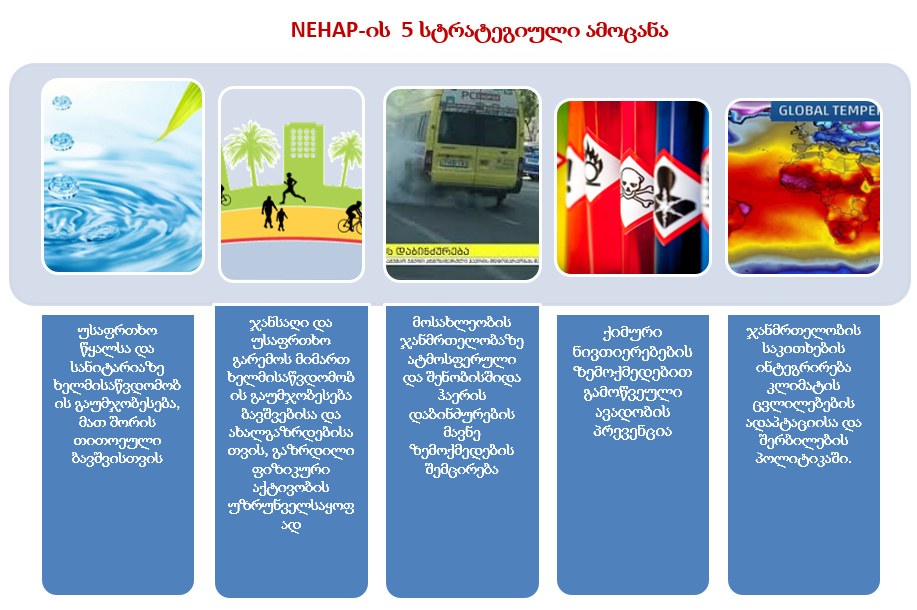 NEHAP-ის 5 სტრატეგიული ამოცანა
PC
GLOBAL TEMPER
ს დაბინძურება
უსაფრთხო
წყალსა და
სანიტარიაზე
ხელმისაწვდომობ
ის გაუმჯობესება,
მათ შორის
თითოეული
ბავშვისთვის
ჯანსაღი და
უსაფრთხო
გარემოს მიმართ
ხელმისაწვდომობ
ის გაუმჯობესება
ბავშვებისა და
ახალგაზრდებისა
თვის, გაზრდილი
ფიზიკური
აქტივობის
უზრუნველსაყოფ
ად
მოსახლეობის
ჯანმრთელობაზე
ატმოსფერული
და შენობისშიდა
ჰაერის
დაბინძურების
მავნე
ზემოქმედების
შემცირება
ქიმური
ნივთიერებების
ზემოქმედებით
გამოწვეული
ავადობის
პრევენცია
ჯანმრთელობის
საკითხების
ინტეგრირება
კლიმატის
ცვლილებების
ადაპტაციისა და
შერბილების
პოლიტიკაში.